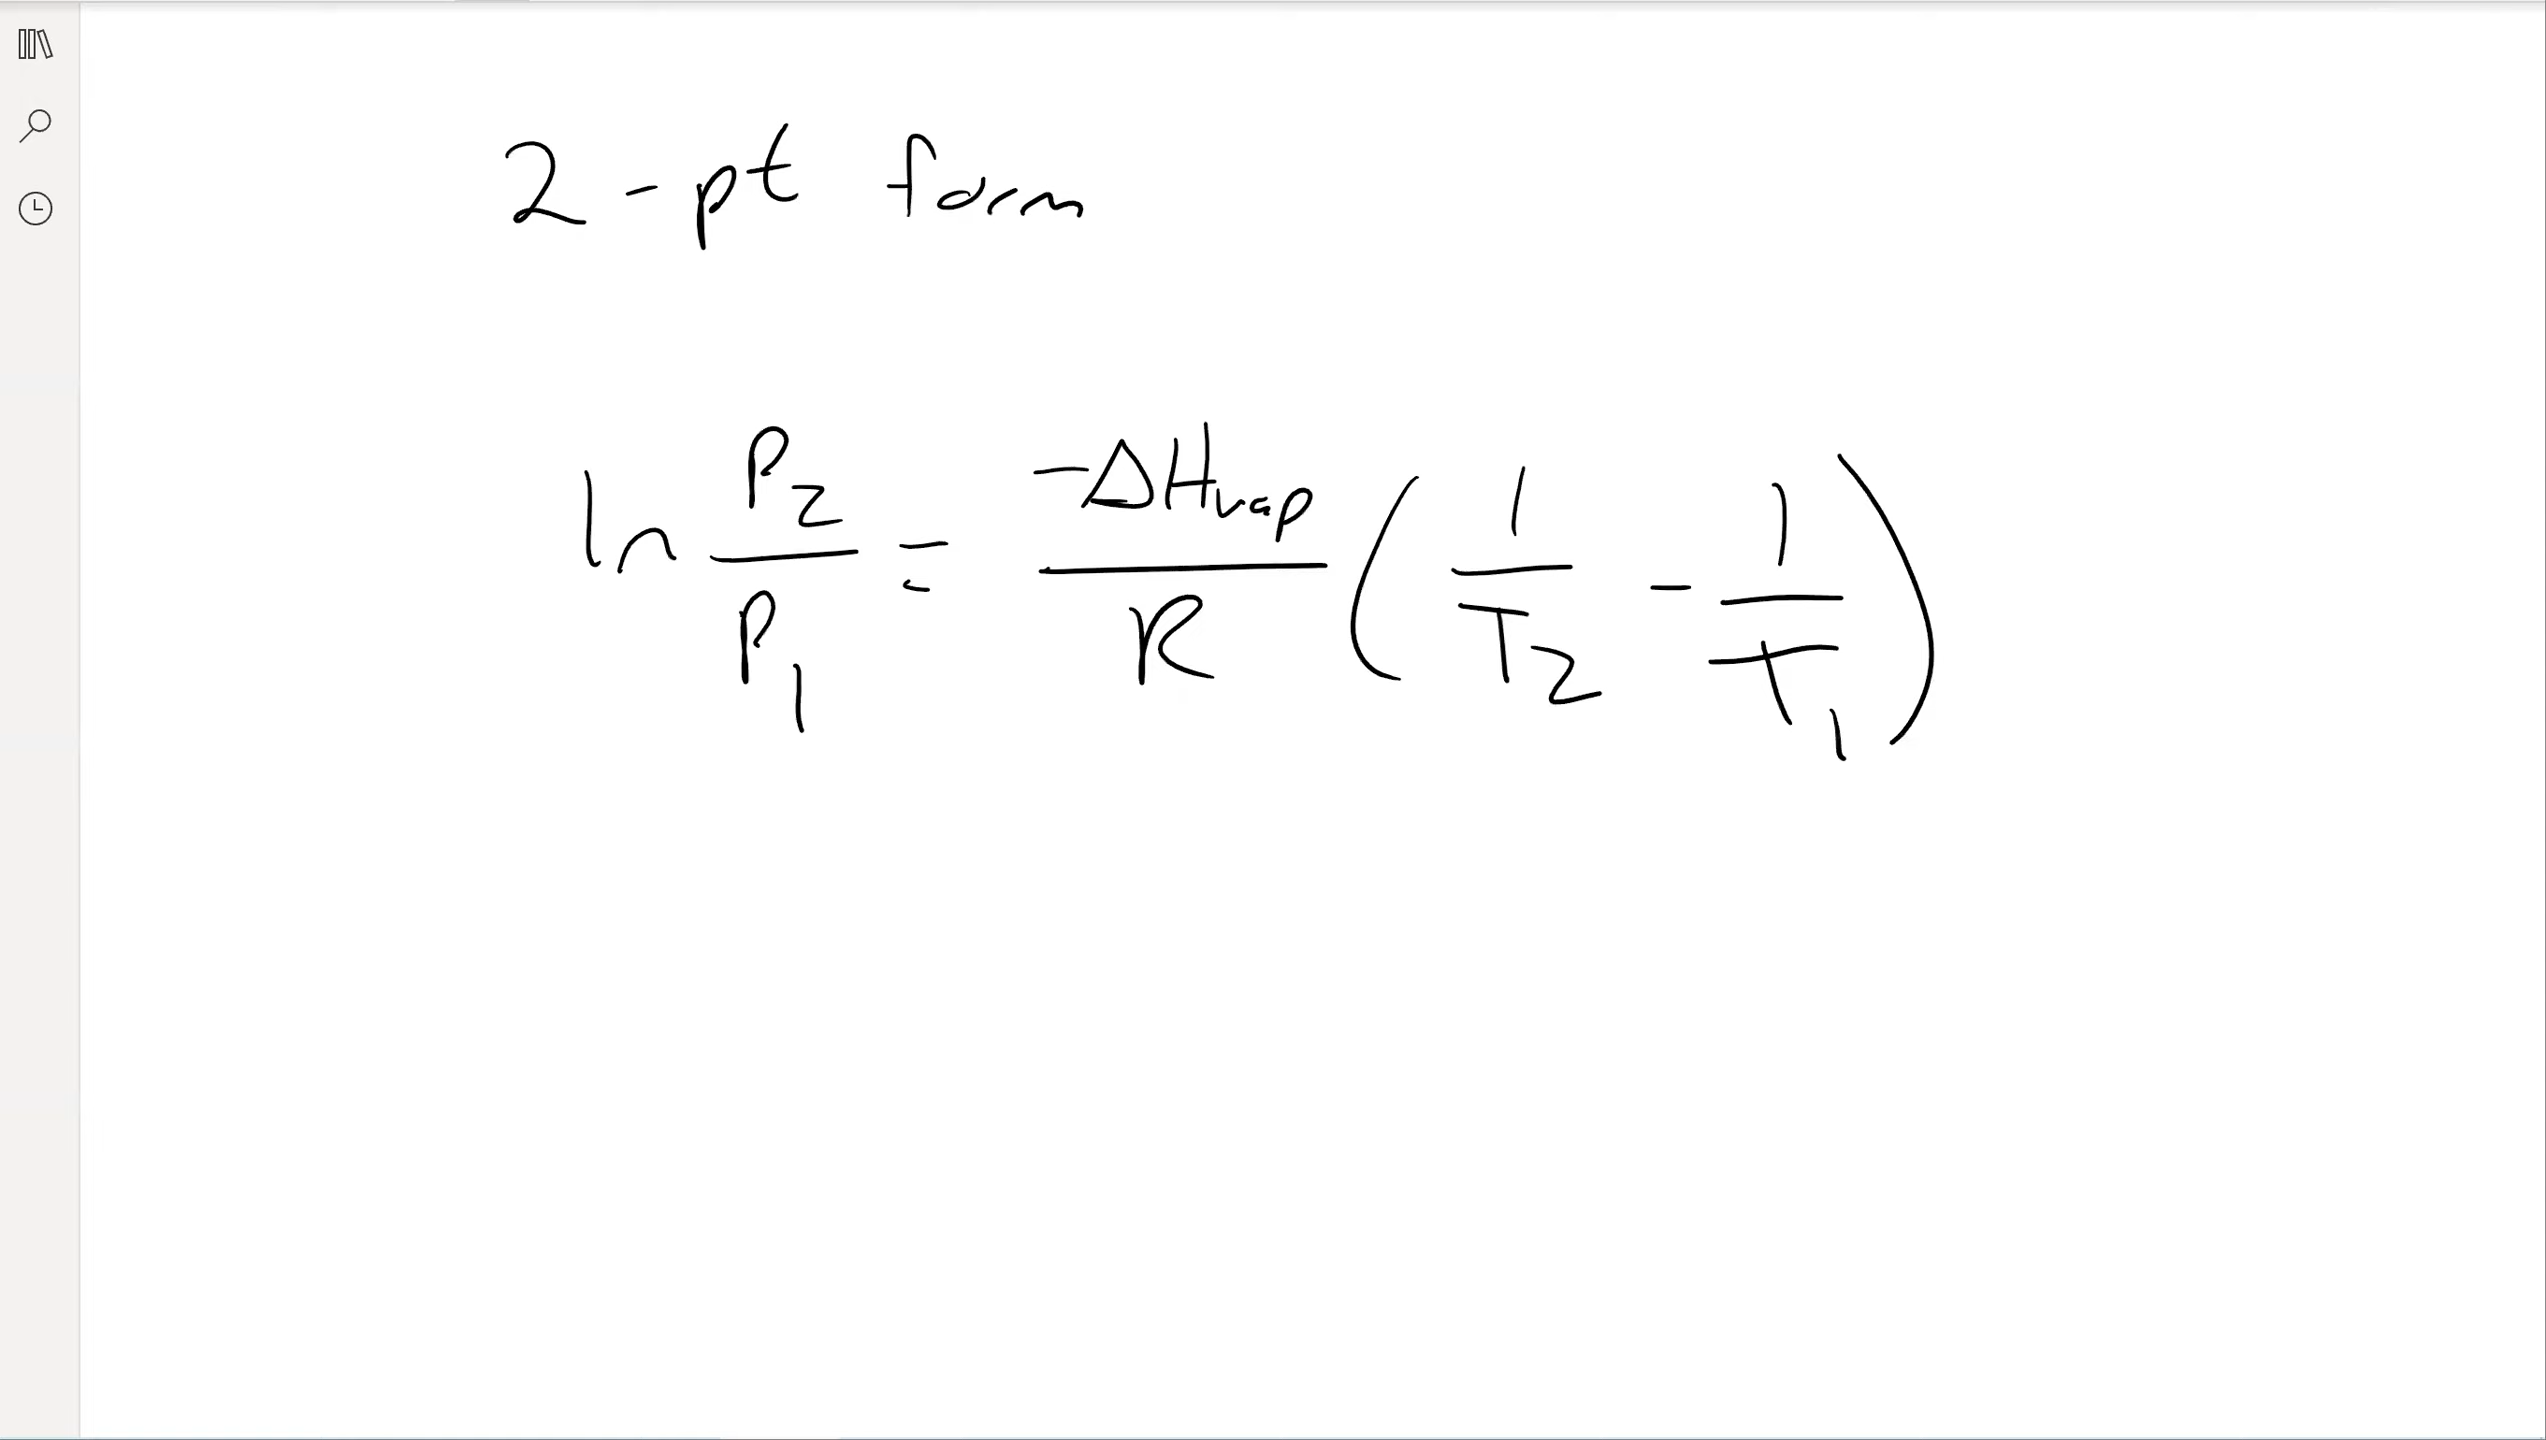 2-pt form
ln P₂/P₁ = -ΔHvap/R (1/T₂ - 1/T₁)